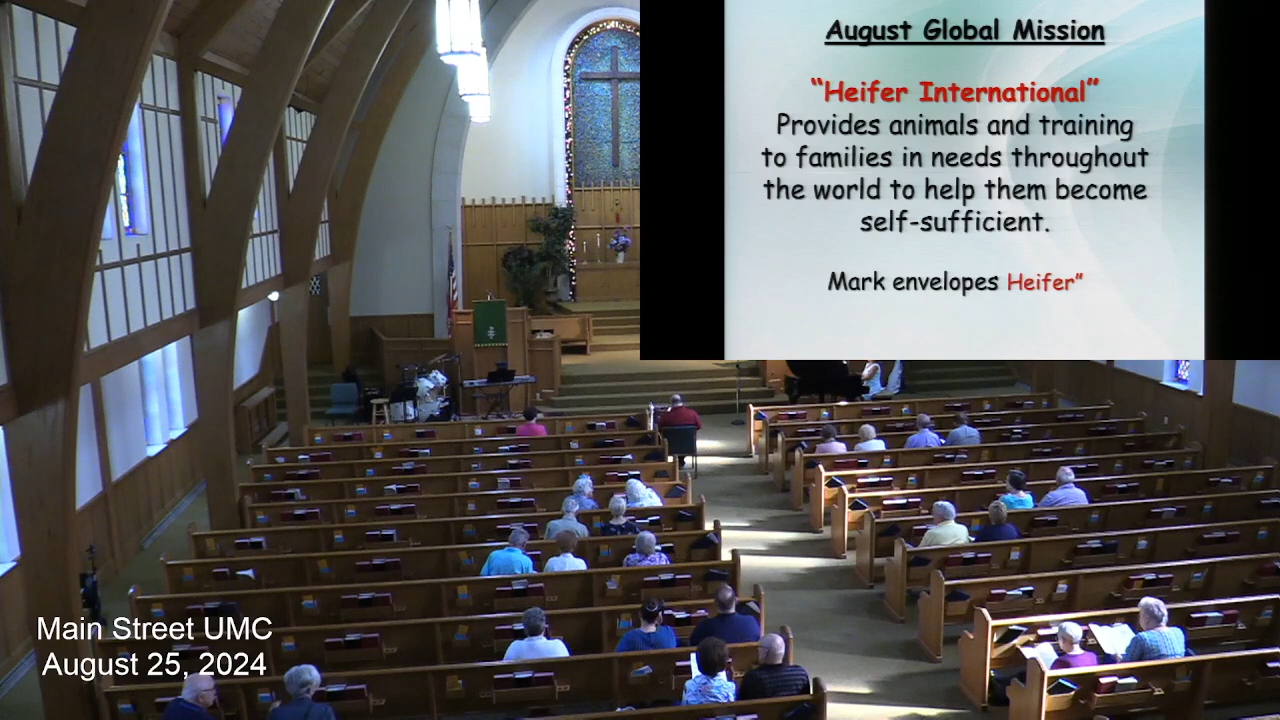 August Global Mission
“Heifer International”
Provides animals and training
to families in needs throughout
the world to help them become
self-sufficient.
Mark envelopes Heifer”
Main Street UMC
August 25, 2024